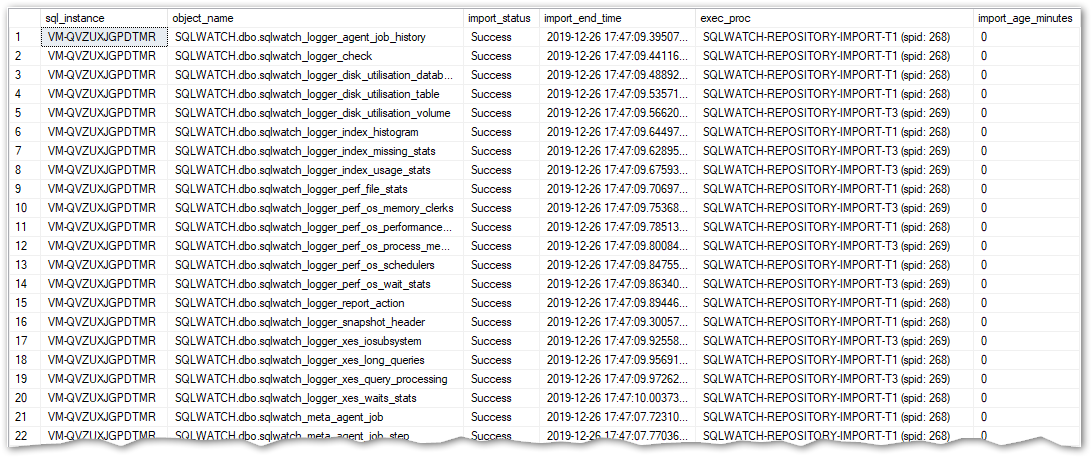 sql_instance object_name import_status import_end_time exec_proc import_age_minutes
1 VM-QVZUXJGPDTMR SQLWATCH.dbo.sqlwatch_logger_agent_job_history Success 2019-12-26 17:47:09.39507... SQLWATCH-REPOSITORY-IMPORT-T1 (spid: 268) 0
2 VM-QVZUXJGPDTMR SQLWATCH.dbo.sqlwatch_logger_check Success 2019-12-26 17:47:09.44116... SQLWATCH-REPOSITORY-IMPORT-T1 (spid: 268) 0
3 VM-QVZUXJGPDTMR SQLWATCH.dbo.sqlwatch_logger_disk_utilisation_datab... Success 2019-12-26 17:47:09.48892... SQLWATCH-REPOSITORY-IMPORT-T1 (spid: 268) 0
4 VM-QVZUXJGPDTMR SQLWATCH.dbo.sqlwatch_logger_disk_utilisation_table Success 2019-12-26 17:47:09.53571... SQLWATCH-REPOSITORY-IMPORT-T1 (spid: 268) 0
5 VM-QVZUXJGPDTMR SQLWATCH.dbo.sqlwatch_logger_disk_utilisation_volume Success 2019-12-26 17:47:09.56620... SQLWATCH-REPOSITORY-IMPORT-T3 (spid: 269) 0
6 VM-QVZUXJGPDTMR SQLWATCH.dbo.sqlwatch_logger_index_histogram Success 2019-12-26 17:47:09.64497... SQLWATCH-REPOSITORY-IMPORT-T1 (spid: 268) 0
7 VM-QVZUXJGPDTMR SQLWATCH.dbo.sqlwatch_logger_index_missing_stats Success 2019-12-26 17:47:09.62895... SQLWATCH-REPOSITORY-IMPORT-T3 (spid: 269) 0
8 VM-QVZUXJGPDTMR SQLWATCH.dbo.sqlwatch_logger_index_usage_stats Success 2019-12-26 17:47:09.67593... SQLWATCH-REPOSITORY-IMPORT-T3 (spid: 269) 0
9 VM-QVZUXJGPDTMR SQLWATCH.dbo.sqlwatch_logger_perf_file_stats Success 2019-12-26 17:47:09.70697... SQLWATCH-REPOSITORY-IMPORT-T1 (spid: 268) 0
10 VM-QVZUXJGPDTMR SQLWATCH.dbo.sqlwatch_logger_perf_os_memory_clerks Success 2019-12-26 17:47:09.75368... SQLWATCH-REPOSITORY-IMPORT-T3 (spid: 269) 0
11 VM-QVZUXJGPDTMR SQLWATCH.dbo.sqlwatch_logger_perf_os_performance... Success 2019-12-26 17:47:09.78513... SQLWATCH-REPOSITORY-IMPORT-T1 (spid: 268) 0
12 VM-QVZUXJGPDTMR SQLWATCH.dbo.sqlwatch_logger_perf_os_process_me... Success 2019-12-26 17:47:09.80084... SQLWATCH-REPOSITORY-IMPORT-T3 (spid: 269) 0
13 VM-QVZUXJGPDTMR SQLWATCH.dbo.sqlwatch_logger_perf_os_schedulers Success 2019-12-26 17:47:09.84755... SQLWATCH-REPOSITORY-IMPORT-T1 (spid: 268) 0
14 VM-QVZUXJGPDTMR SQLWATCH.dbo.sqlwatch_logger_perf_os_wait_stats Success 2019-12-26 17:47:09.86340... SQLWATCH-REPOSITORY-IMPORT-T3 (spid: 269) 0
15 VM-QVZUXJGPDTMR SQLWATCH.dbo.sqlwatch_logger_report_action Success 2019-12-26 17:47:09.89446... SQLWATCH-REPOSITORY-IMPORT-T1 (spid: 268) 0
16 VM-QVZUXJGPDTMR SQLWATCH.dbo.sqlwatch_logger_snapshot_header Success 2019-12-26 17:47:09.30057... SQLWATCH-REPOSITORY-IMPORT-T1 (spid: 268) 0
17 VM-QVZUXJGPDTMR SQLWATCH.dbo.sqlwatch_logger_xes_iosubsystem Success 2019-12-26 17:47:09.92558... SQLWATCH-REPOSITORY-IMPORT-T3 (spid: 269) 0
18 VM-QVZUXJGPDTMR SQLWATCH.dbo.sqlwatch_logger_xes_long_queries Success 2019-12-26 17:47:09.95691... SQLWATCH-REPOSITORY-IMPORT-T1 (spid: 268) 0
19 VM-QVZUXJGPDTMR SQLWATCH.dbo.sqlwatch_logger_xes_query_processing Success 2019-12-26 17:47:09.97262... SQLWATCH-REPOSITORY-IMPORT-T3 (spid: 269) 0
20 VM-QVZUXJGPDTMR SQLWATCH.dbo.sqlwatch_logger_xes_waits_stats Success 2019-12-26 17:47:10.00373... SQLWATCH-REPOSITORY-IMPORT-T1 (spid: 268) 0
21 VM-QVZUXJGPDTMR SQLWATCH.dbo.sqlwatch_meta_agent_job Success 2019-12-26 17:47:07.72310... SQLWATCH-REPOSITORY-IMPORT-T1 (spid: 268) 0
22 VM-QVZUXJGPDTMR SQLWATCH.dbo.sqlwatch_meta_agent_job_step Success 2019-12-26 17:47:07.77036... SQLWATCH-REPOSITORY-IMPORT-T1 (spid: 268) 0